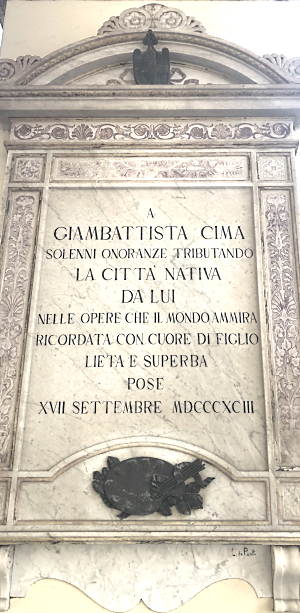 A
GIAMBATTISTA CIMA
SOLENNI ONORANZE TRIBUTANDO
LA CITTA' NATIVA
DA LUI
NELLE OPERE CHE IL MONDO AMMIRA
RICORDATA CON CUORE DI FIGLIO
LIETA E SUPERBA
POSE
XVII SETTEMBRE MDCCCXCIII